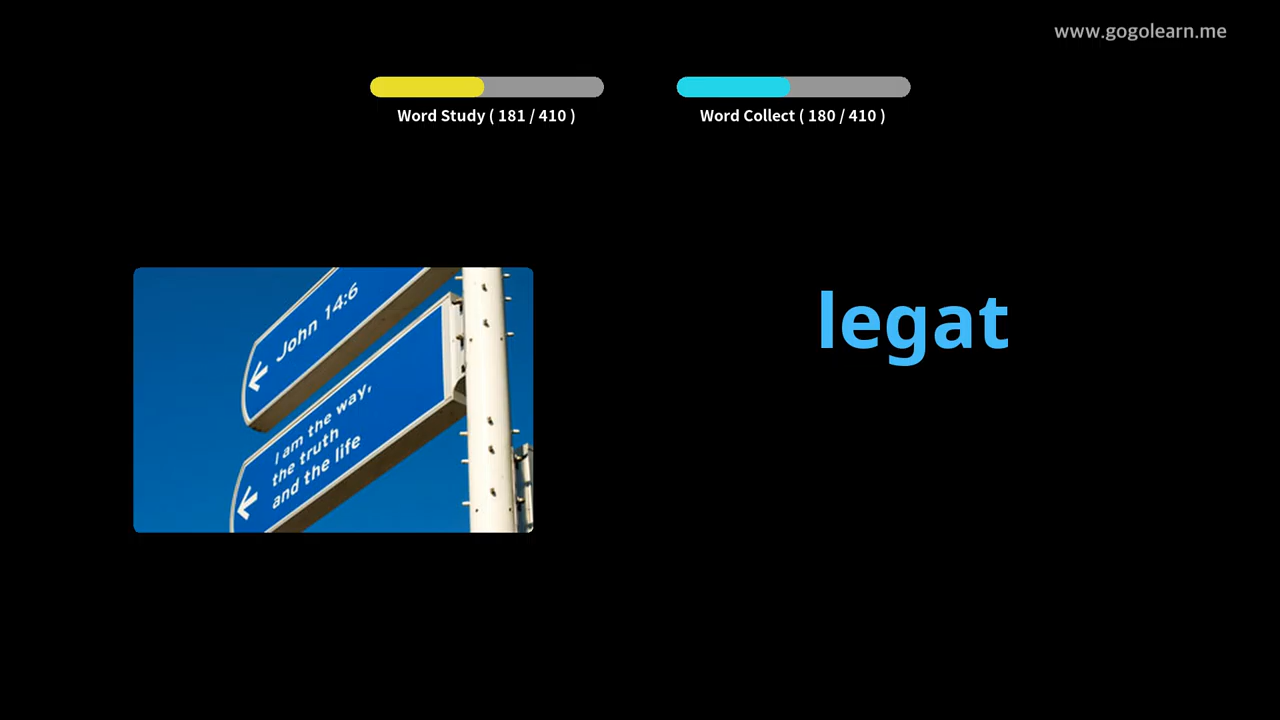 www.gogolearn.me
Word Study ( 181 / 410 )
Word Collect ( 180 / 410 )
John 14:6
I am the way,
the truth
and the life
legat